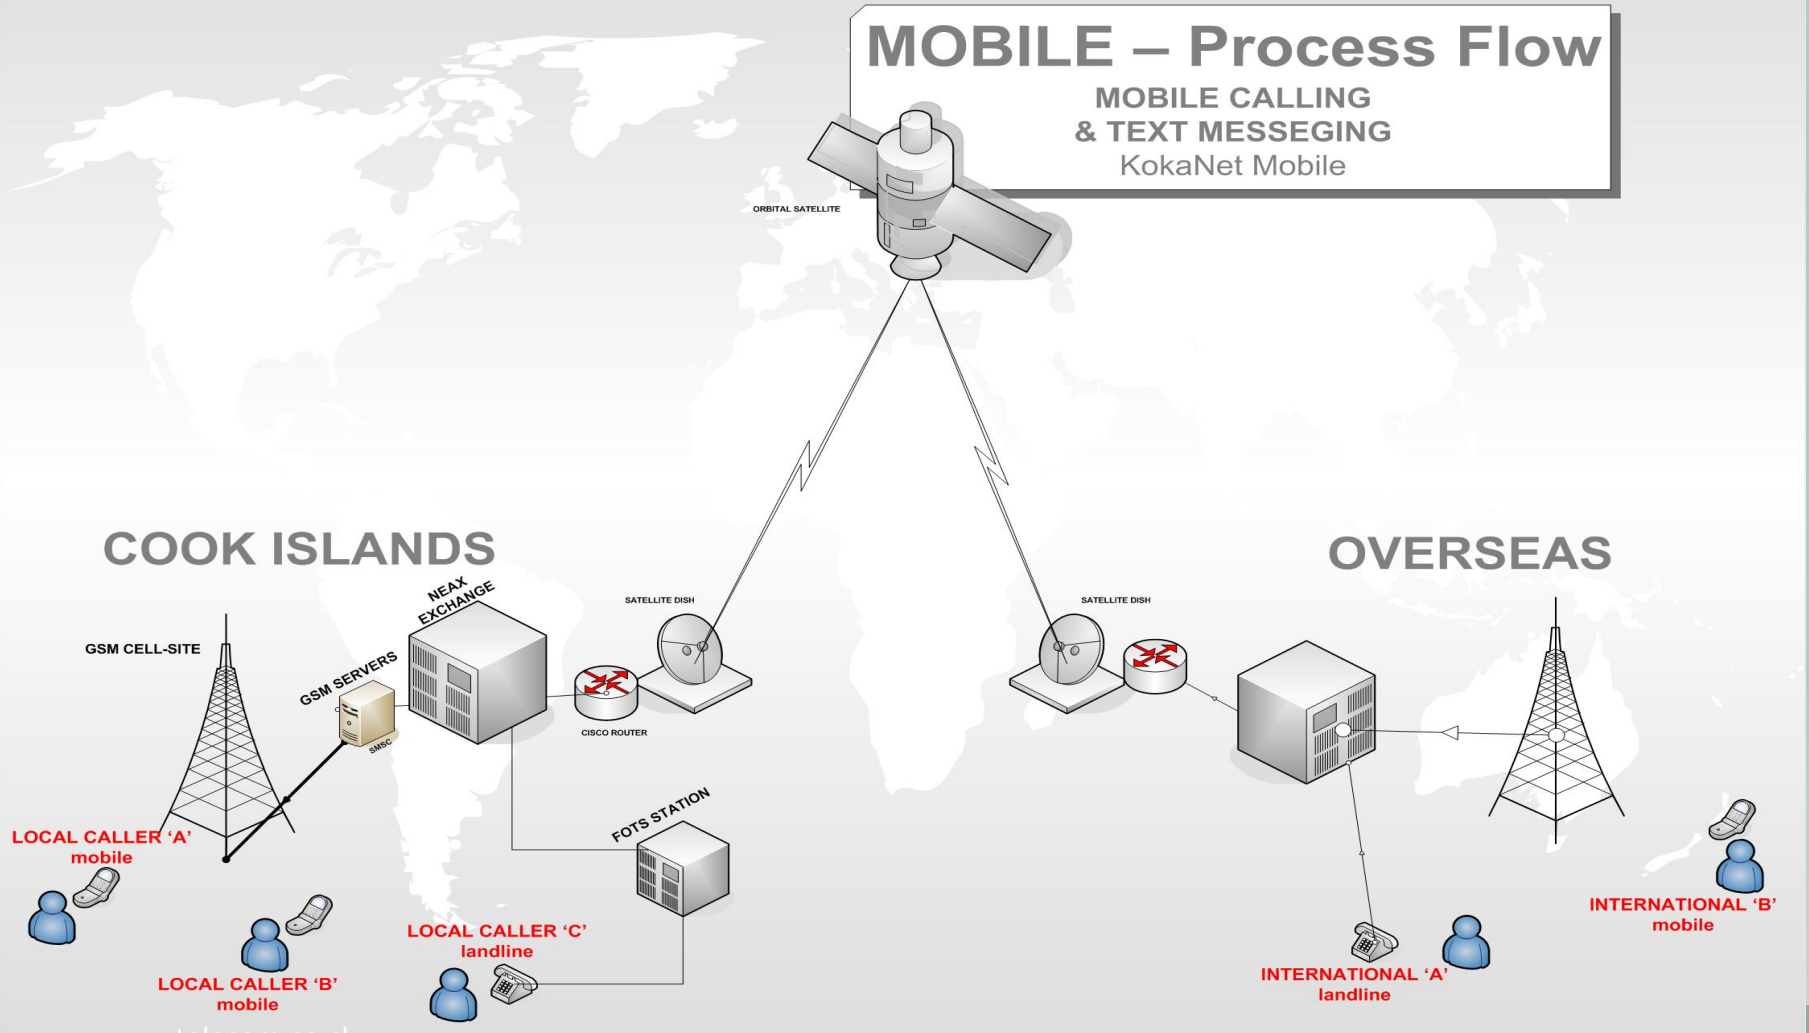 MOBILE – Process Flow
MOBILE CALLING
& TEXT MESSEGING
KokaNet Mobile
ORBITAL SATELLITE
COOK ISLANDS
OVERSEAS
NEAX
EXCHANGE
SATELLITE DISH
SATELLITE DISH
GSM CELL-SITE
GSM SERVERS
SMSC
CISCO ROUTER
FOTS STATION
LOCAL CALLER ‘A’
mobile
LOCAL CALLER ‘B’
mobile
LOCAL CALLER ‘C’
landline
INTERNATIONAL ‘B’
mobile
INTERNATIONAL ‘A’
landline